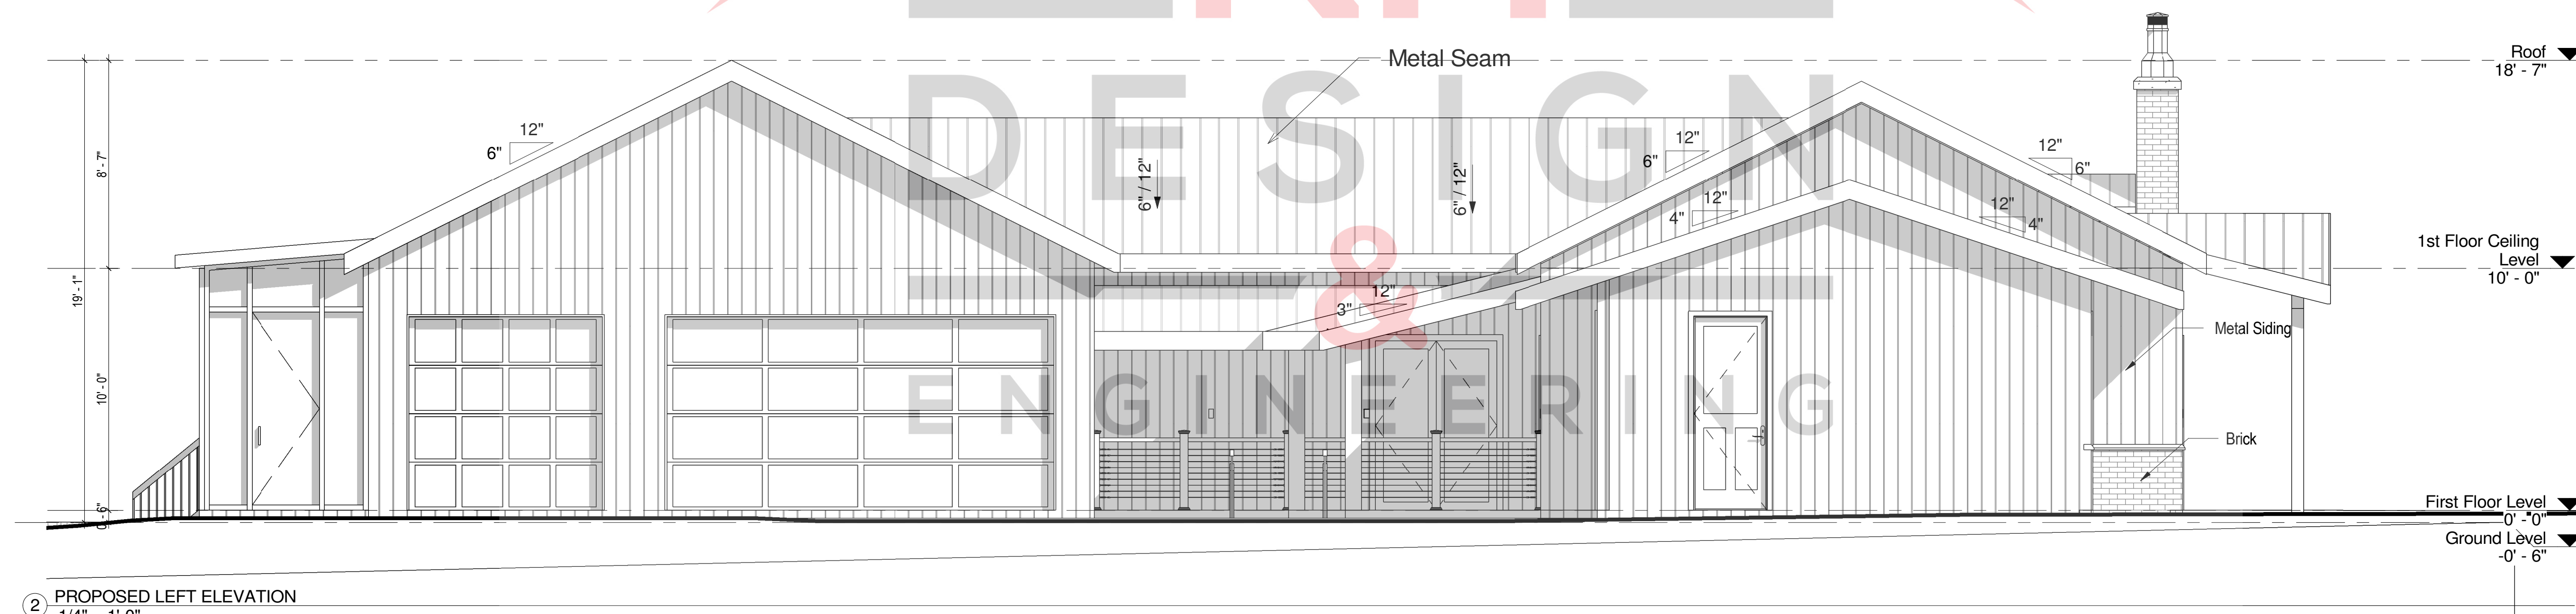 DESIGN
&
ENGINEERING
Metal Seam
Roof
18' - 7"
12"
6"
12"
6"
12"
6"
12"
4"
12"
4"
6" / 12"
6" / 12"
8' - 7"
1st Floor Ceiling
Level
10' - 0"
19' - 1"
12"
3"
Metal Siding
10' - 0"
Brick
0' - 6"
First Floor Level
0' - 0"
Ground Level
-0' - 6"
2
PROPOSED LEFT ELEVATION